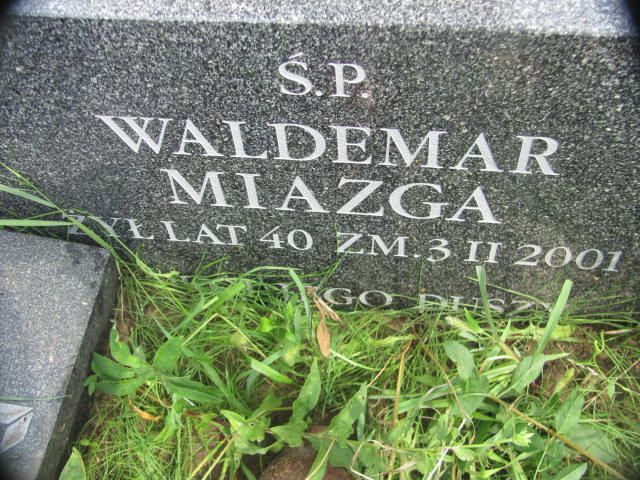 Ś.P.
WALDEMAR
MIAZGA
ŻYŁ LAT 40 ZM. 3 II 2001